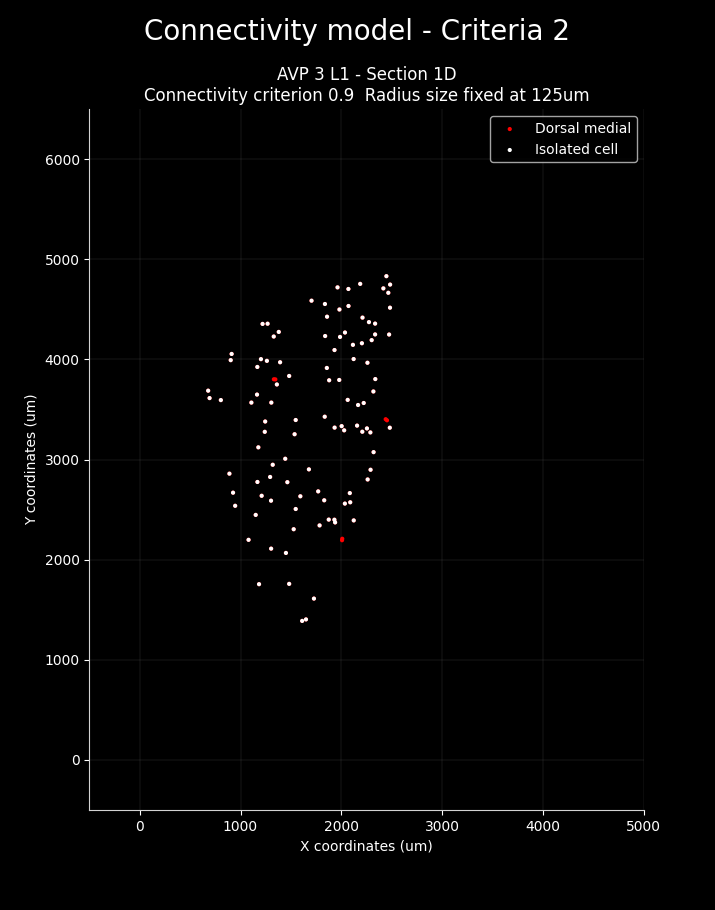 Connectivity model - Criteria 2
AVP 3 L1 - Section 1D
Connectivity criterion 0.9  Radius size fixed at 125um
Dorsal medial
Isolated cell
6000
5000
4000
3000
2000
1000
0
Y coordinates (um)
0 1000 2000 3000 4000 5000
X coordinates (um)